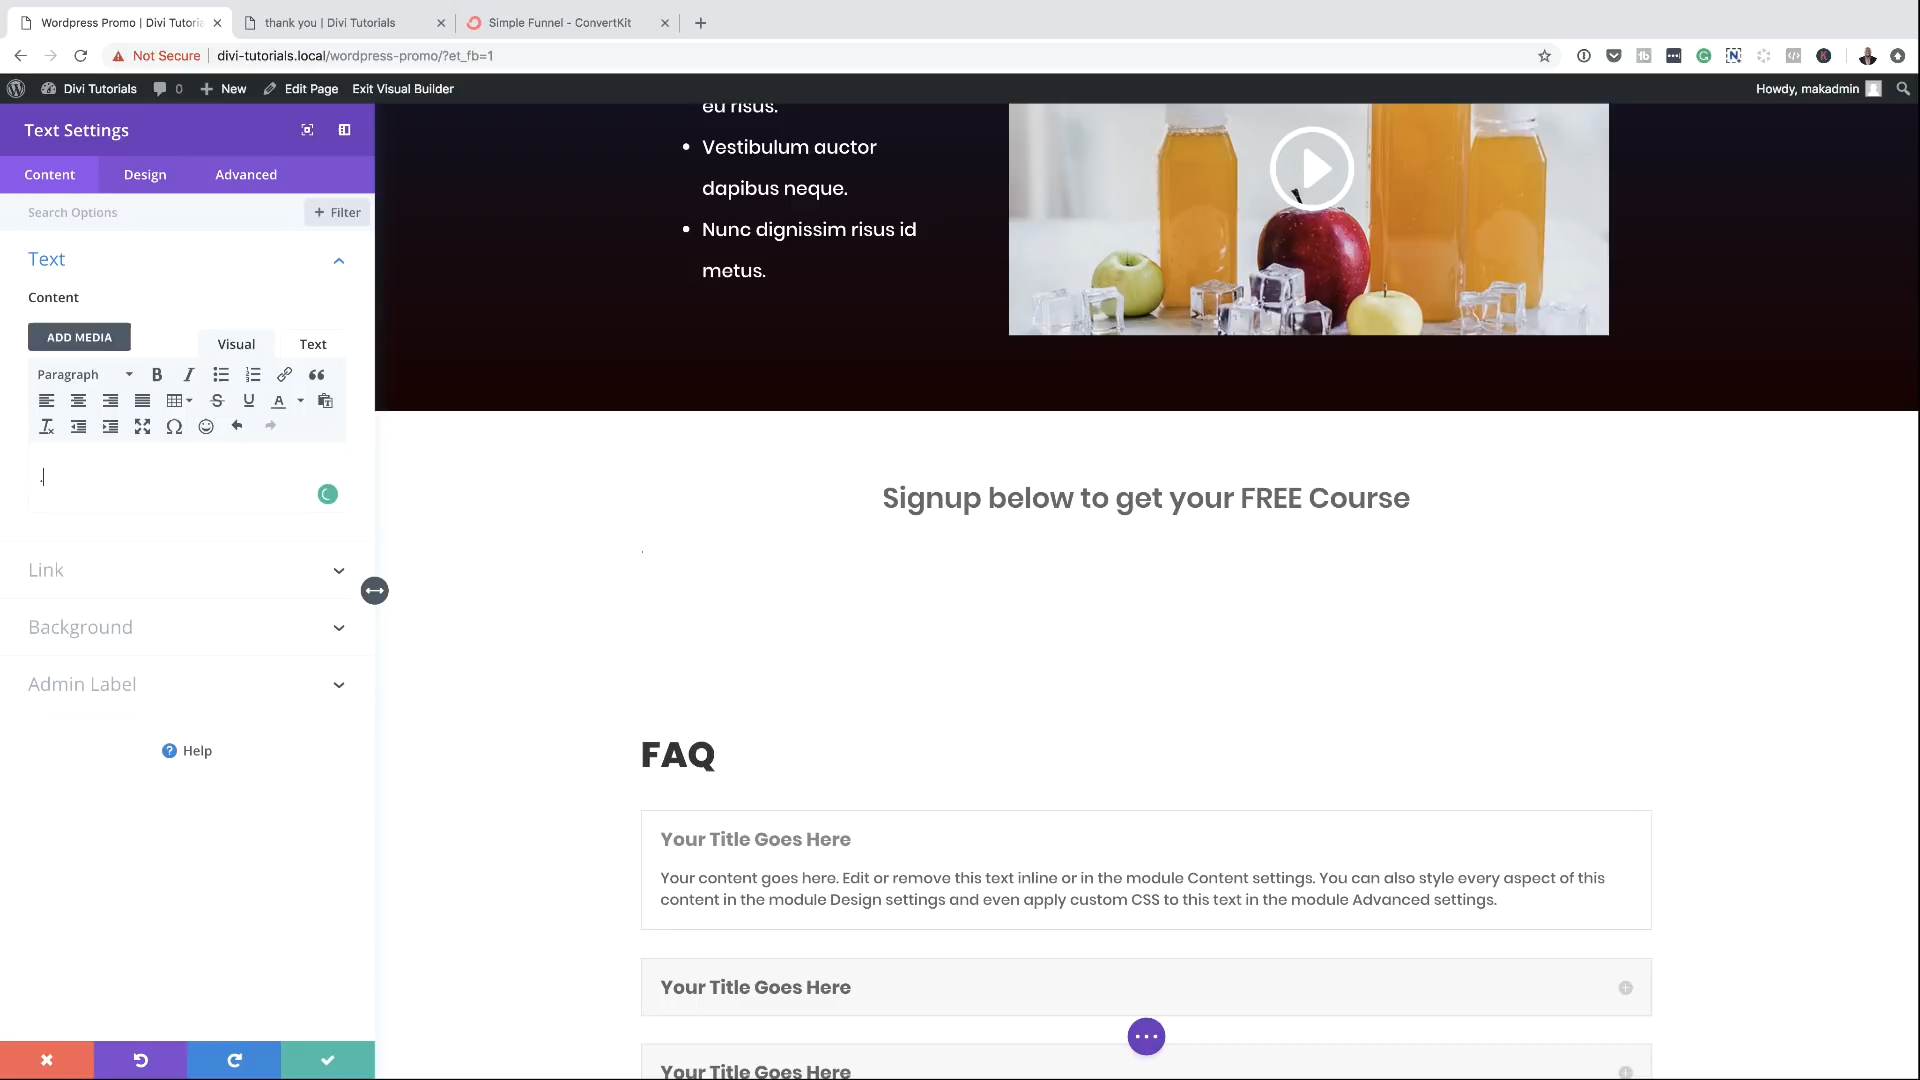 Wordpress Promo | Divi Tutoria
thank you | Divi Tutorials
Simple Funnel - ConvertKit
Not Secure
divi-tutorials.local/wordpress-promo/?et_fb=1
Divi Tutorials
0
New
Edit Page
Exit Visual Builder
Howdy, makadmin
Text Settings
Content
Design
Advanced
Search Options
+ Filter
Text
Content
ADD MEDIA
Visual
Text
Paragraph
.
Link
Background
Admin Label
Help
eu risus.
• Vestibulum auctor
dapibus neque.
• Nunc dignissim risus id
metus.
Signup below to get your FREE Course
.
FAQ
Your Title Goes Here
Your content goes here. Edit or remove this text inline or in the module Content settings. You can also style every aspect of this
content in the module Design settings and even apply custom CSS to this text in the module Advanced settings.
Your Title Goes Here
Your Title Goes Here